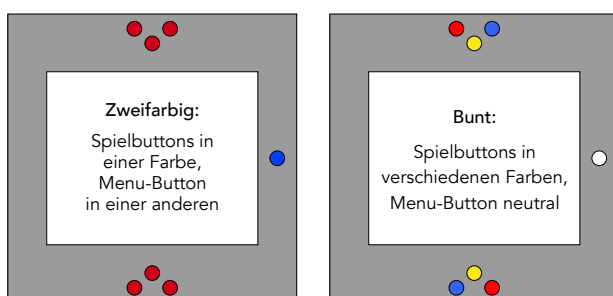 Zweifarbig:
Spielbuttons in
einer Farbe,
Menu-Button
in einer anderen
Bunt:
Spielbuttons in
verschiedenen Farben,
Menu-Button neutral